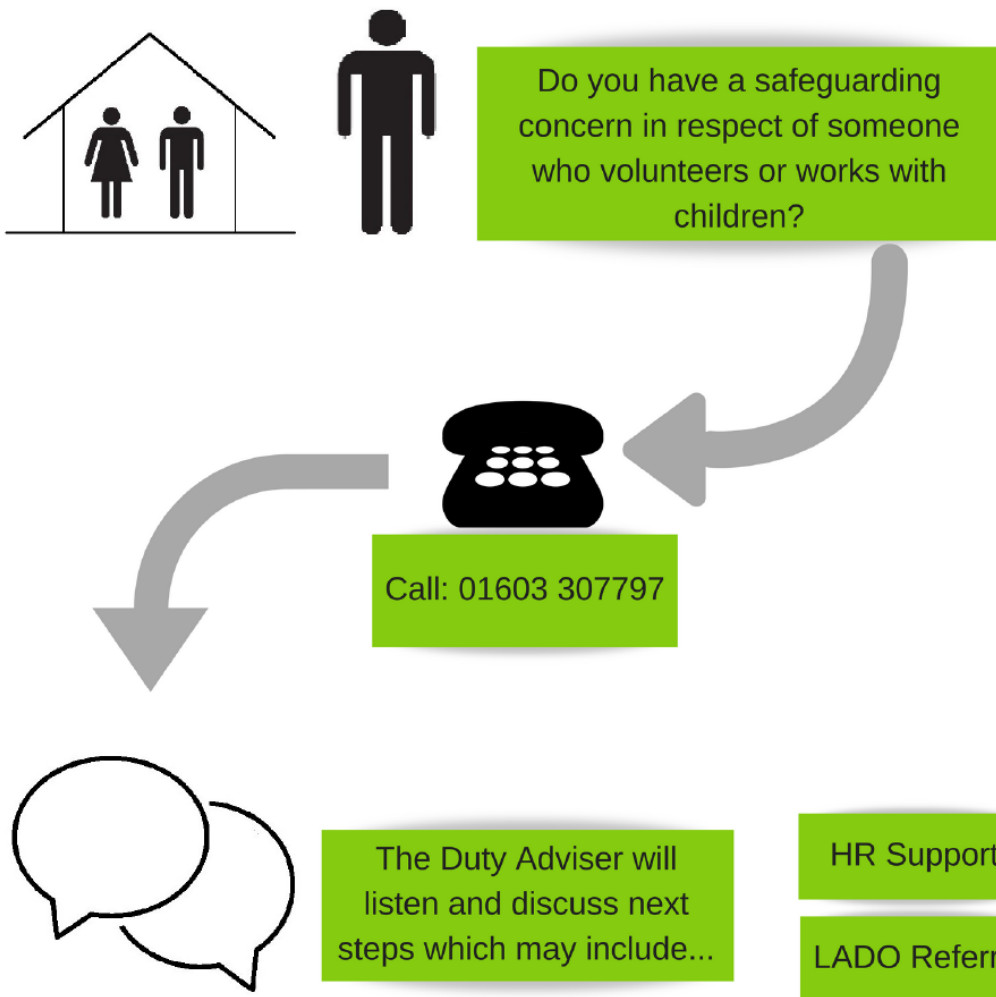 Do you have a safeguarding
concern in respect of someone
who volunteers or works with
children?
Call: 01603 307797
The Duty Adviser will
listen and discuss next
steps which may include...
HR Support
LADO Referr